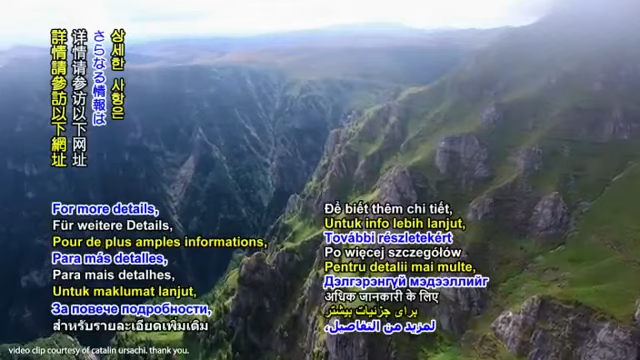 詳情請參訪以下網址
洋情请参访以下网址
さらなる情報は
상세한 사항은
For more details,
Für weitere Details,
Pour de plus amples informations,
Para más detalles,
Para mais detalhes,
Untuk maklumat lanjut,
За повече подробности,
สำหรับรายละเอียดเพิ่มเติม
Để biết thêm chi tiết,
Untuk info lebih lanjut,
További részletekért
Po więcej szczegółów
Pentru detalii mai multe,
Дэлгэрэнгүй мэдээллийг
अधिक जानकारी के लिए
برای جزئیات بیشتر
لمزيد من التفاصيل،
video clip courtesy of catalin ursachi. thank you.